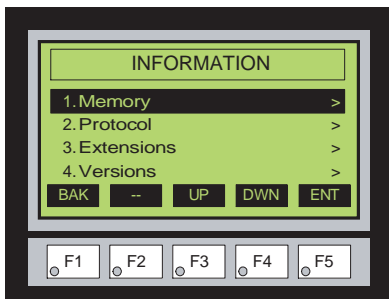 INFORMATION
1. Memory >
2. Protocol >
3. Extensions >
4. Versions >
BAK -- UP DWN ENT
F1 F2 F3 F4 F5